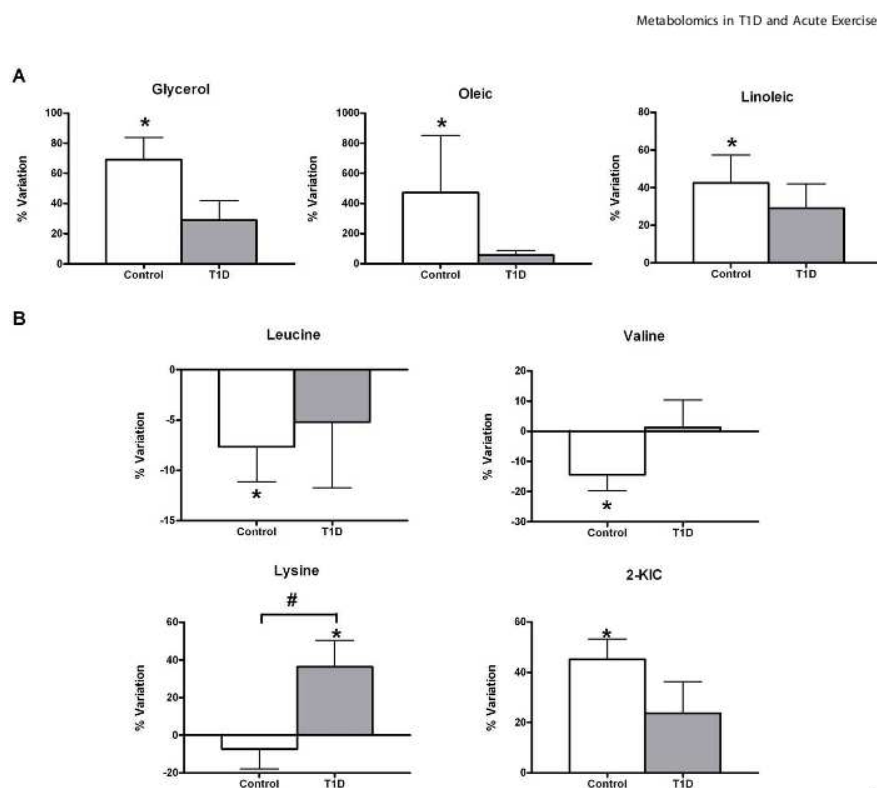 Metabolomics in T1D and Acute Exercise
A
Glycerol
% Variation
100
80
60
40
20
0
*
Control
T1D
Oleic
% Variation
1000
800
600
400
200
0
*
Control
T1D
Linoleic
% Variation
80
60
40
20
0
*
Control
T1D
B
Leucine
% Variation
-0
-5
-10
-15
*
Control
T1D
Valine
% Variation
20
10
0
-10
-20
-30
*
Control
T1D
Lysine
% Variation
60
40
20
0
-20
#
*
Control
T1D
2-KIC
% Variation
60
40
20
0
*
Control
T1D